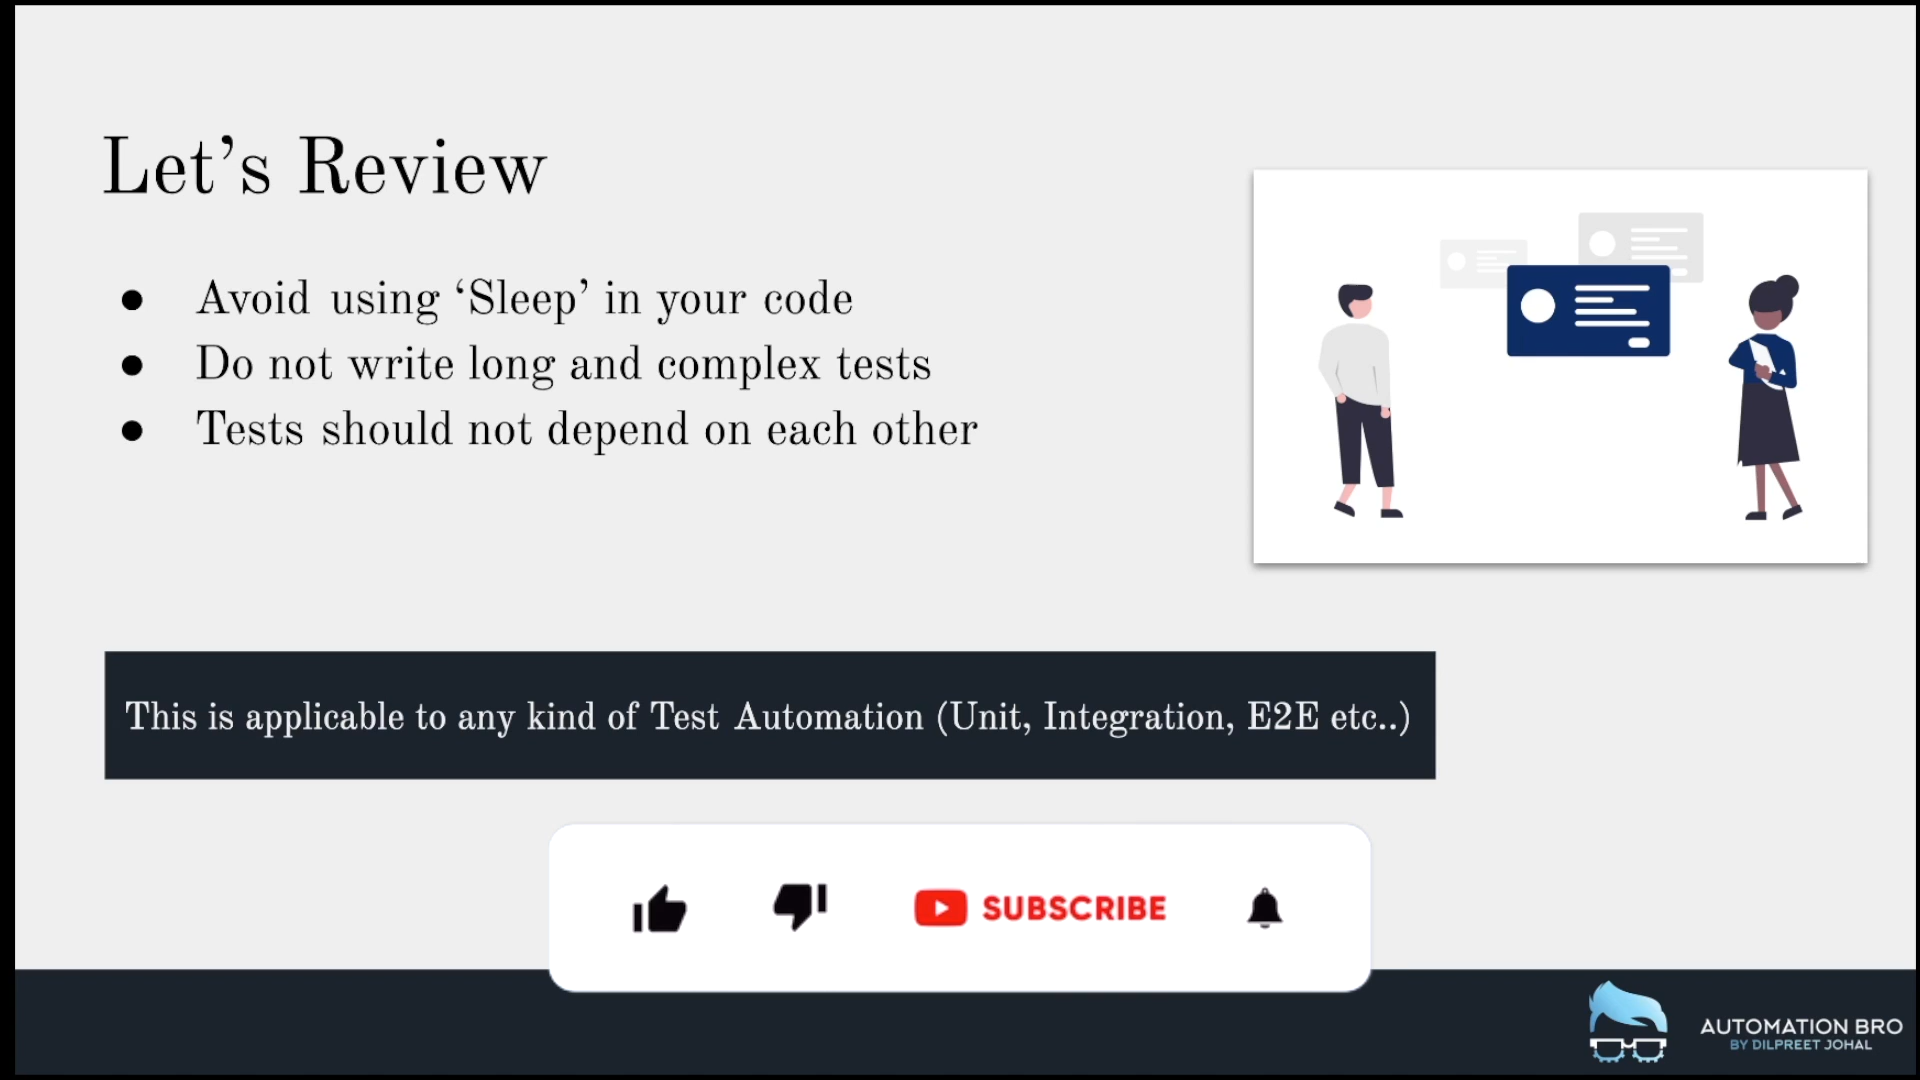 Let’s Review
● Avoid using ‘Sleep’ in your code
● Do not write long and complex tests
● Tests should not depend on each other
This is applicable to any kind of Test Automation (Unit, Integration, E2E etc..)
SUBSCRIBE
AUTOMATION BRO
BY DILPREET JOHAL